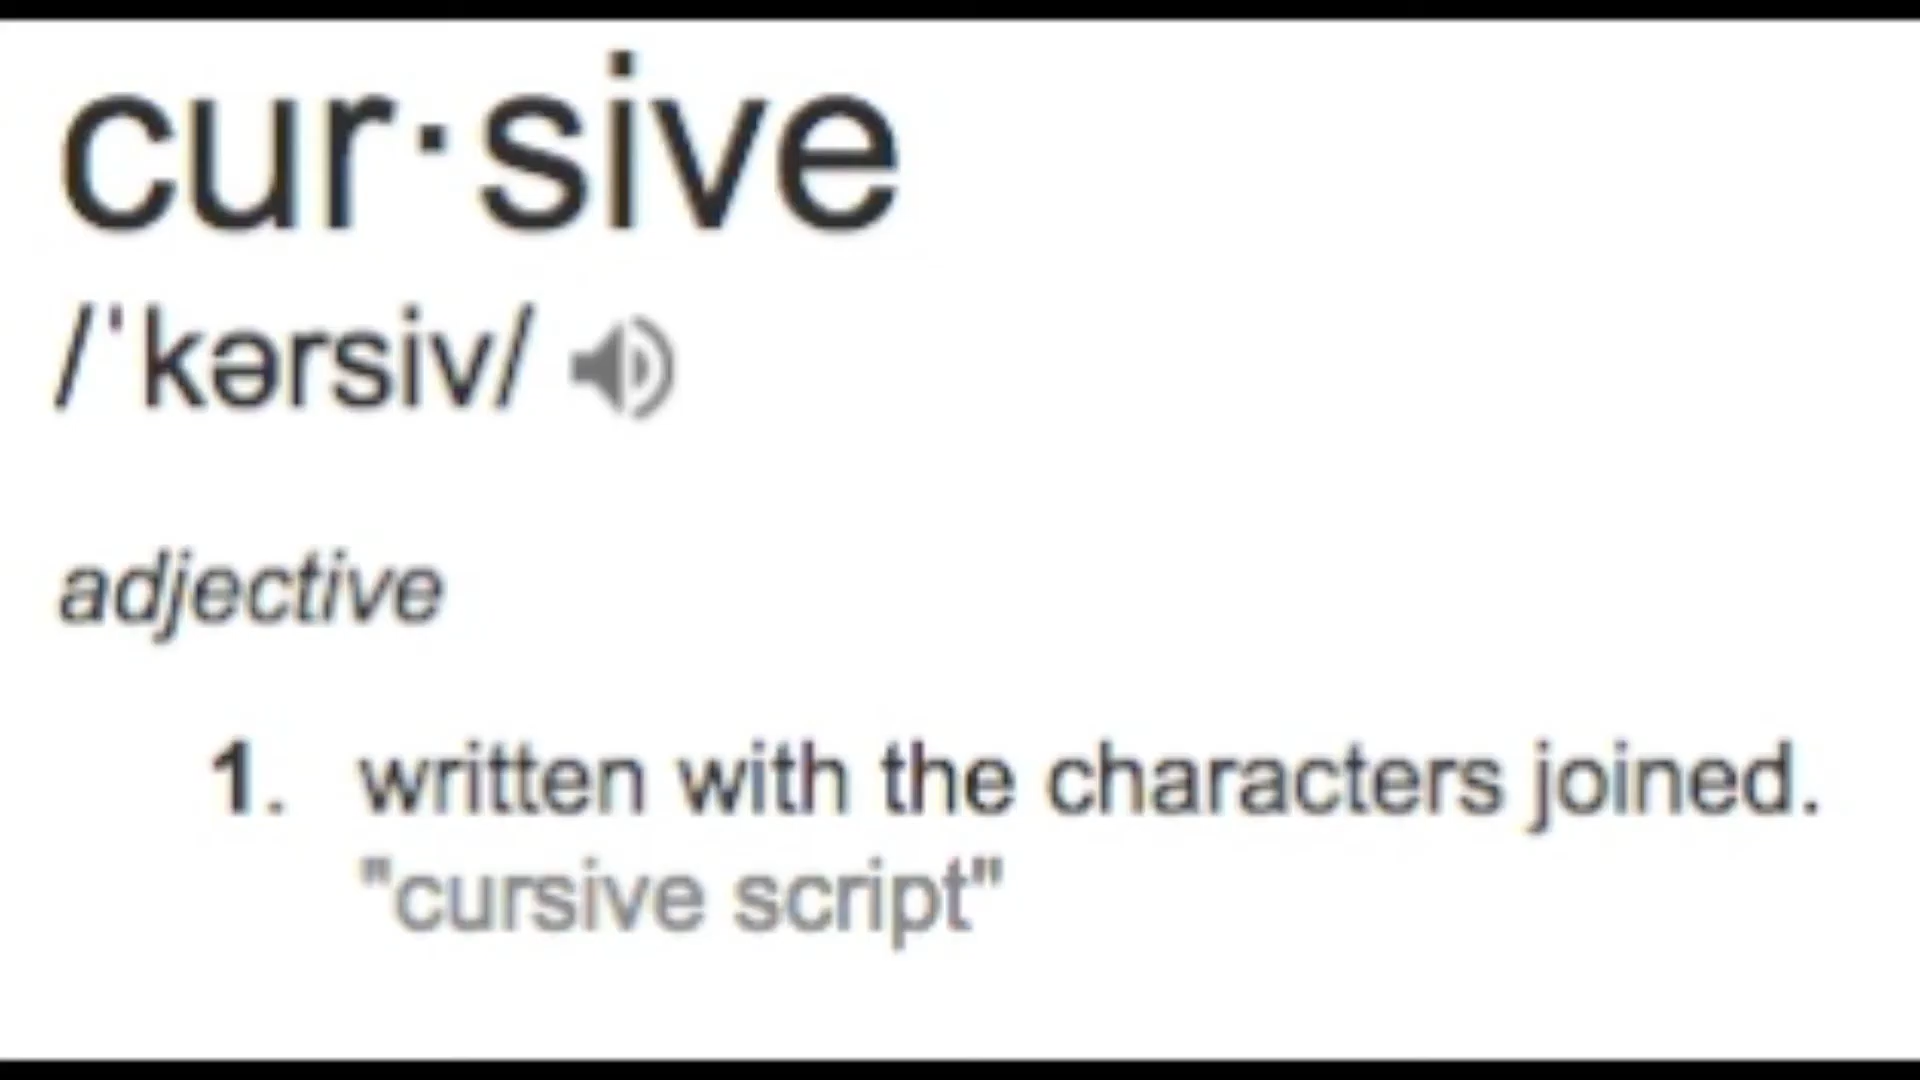 cur·sive
/ˈkərsiv/
adjective
1. written with the characters joined.
"cursive script"